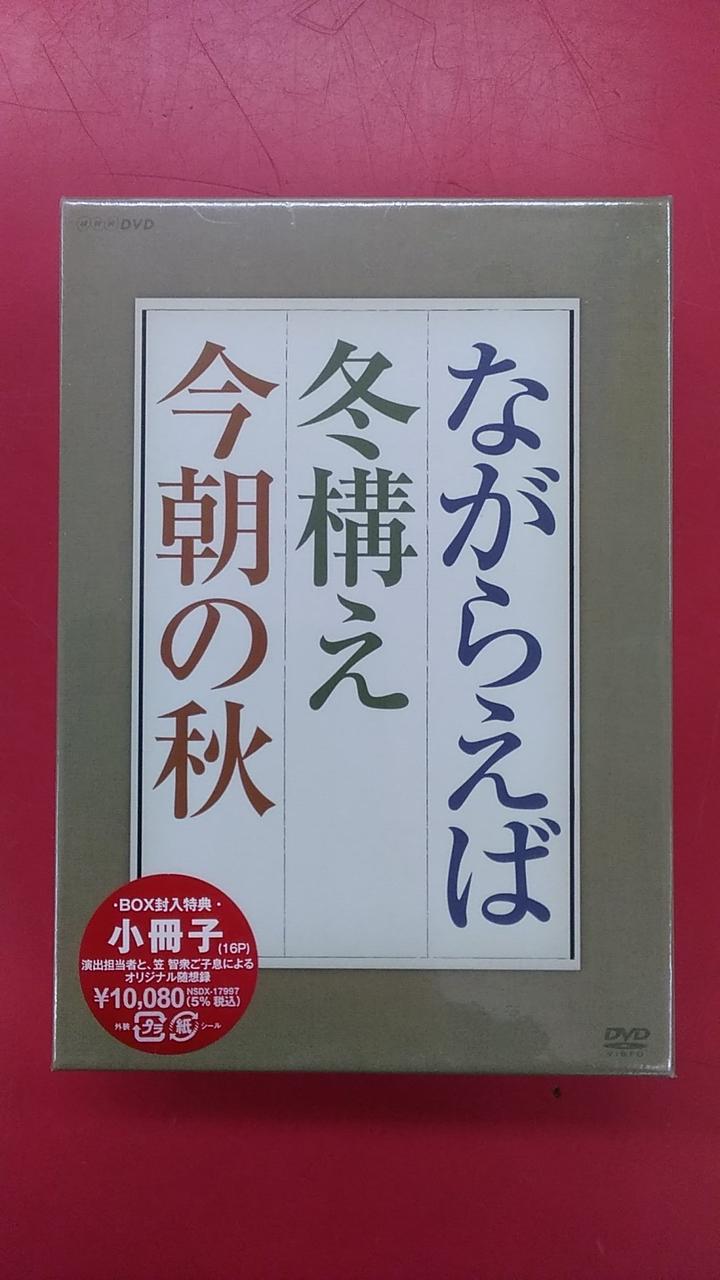 NHK DVD
ながらえば
冬構え
今朝の秋
・BOX封入特典・
小冊子(16P)
演出担当者と、笠 智衆ご子息による
オリジナル随想録
¥10,080 NSDX-17997 (5% 税込)
外装 プラ 紙 シール
DVD
VIDEO